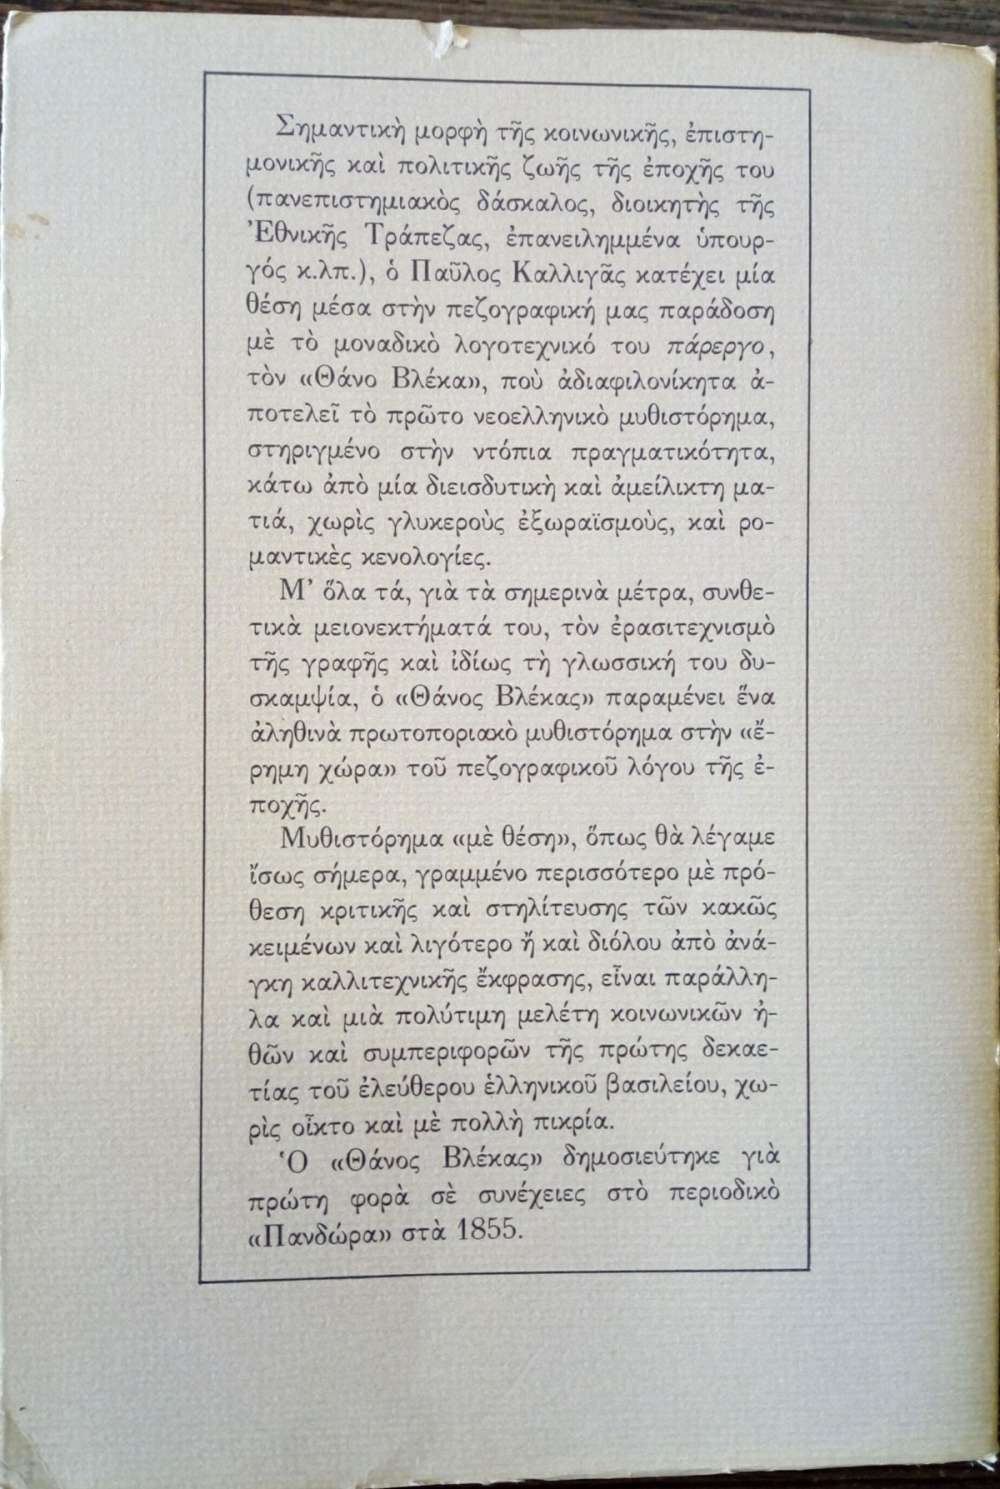 Σημαντικὴ μορφὴ τῆς κοινωνικῆς, ἐπιστη-
μονικῆς καὶ πολιτικῆς ζωῆς τῆς ἐποχῆς του
(πανεπιστημιακὸς δάσκαλος, διοικητὴς τῆς
Ἐθνικῆς Τράπεζας, ἐπανειλημμένα ὑπουρ-
γός κ.λπ.), ὁ Παῦλος Καλλιγᾶς κατέχει μία
θέση μέσα στὴν πεζογραφική μας παράδοση
μὲ τὸ μοναδικὸ λογοτεχνικό του πάρεργο,
τὸν «Θάνο Βλέκα», ποὺ ἀδιαφιλονίκητα ἀ-
ποτελεῖ τὸ πρῶτο νεοελληνικὸ μυθιστόρημα,
στηριγμένο στὴν ντόπια πραγματικότητα,
κάτω ἀπὸ μία διεισδυτικὴ καὶ ἀμείλικτη μα-
τιά, χωρὶς γλυκεροὺς ἐξωραϊσμοὺς, καὶ ρο-
μαντικὲς κενολογίες.
Μ' ὅλα τά, γιὰ τὰ σημερινὰ μέτρα, συνθε-
τικὰ μειονεκτήματά του, τὸν ἐρασιτεχνισμὸ
τῆς γραφῆς καὶ ἰδίως τὴ γλωσσική του δυ-
σκαμψία, ὁ «Θάνος Βλέκας» παραμένει ἕνα
ἀληθινὰ πρωτοποριακὸ μυθιστόρημα στὴν «ἔ-
ρημη χώρα» τοῦ πεζογραφικοῦ λόγου τῆς ἐ-
ποχῆς.
Μυθιστόρημα «μὲ θέση», ὅπως θὰ λέγαμε
ἴσως σήμερα, γραμμένο περισσότερο μὲ πρό-
θεση κριτικῆς καὶ στηλίτευσης τῶν κακῶς
κειμένων καὶ λιγότερο ἢ καὶ διόλου ἀπὸ ἀνά-
γκη καλλιτεχνικῆς ἔκφρασης, εἶναι παράλλη-
λα καὶ μιὰ πολύτιμη μελέτη κοινωνικῶν ἠ-
θῶν καὶ συμπεριφορῶν τῆς πρώτης δεκαε-
τίας τοῦ ἐλεύθερου ἑλληνικοῦ βασιλείου, χω-
ρὶς οἶκτο καὶ μὲ πολλὴ πικρία.
Ὁ «Θάνος Βλέκας» δημοσιεύτηκε γιὰ
πρώτη φορὰ σὲ συνέχειες στὸ περιοδικὸ
«Πανδώρα» στὰ 1855.